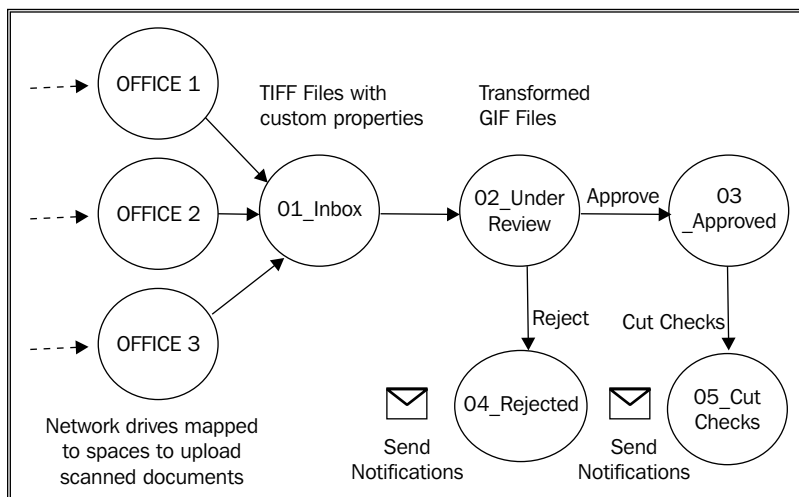 OFFICE 1
TIFF Files with
custom properties
Transformed
GIF Files
OFFICE 2
01_Inbox
02_Under
Review
Approve
03
_Approved
OFFICE 3
Reject
Cut Checks
04_Rejected
05_Cut
Checks
Network drives mapped
to spaces to upload
scanned documents
Send
Notifications
Send
Notifications